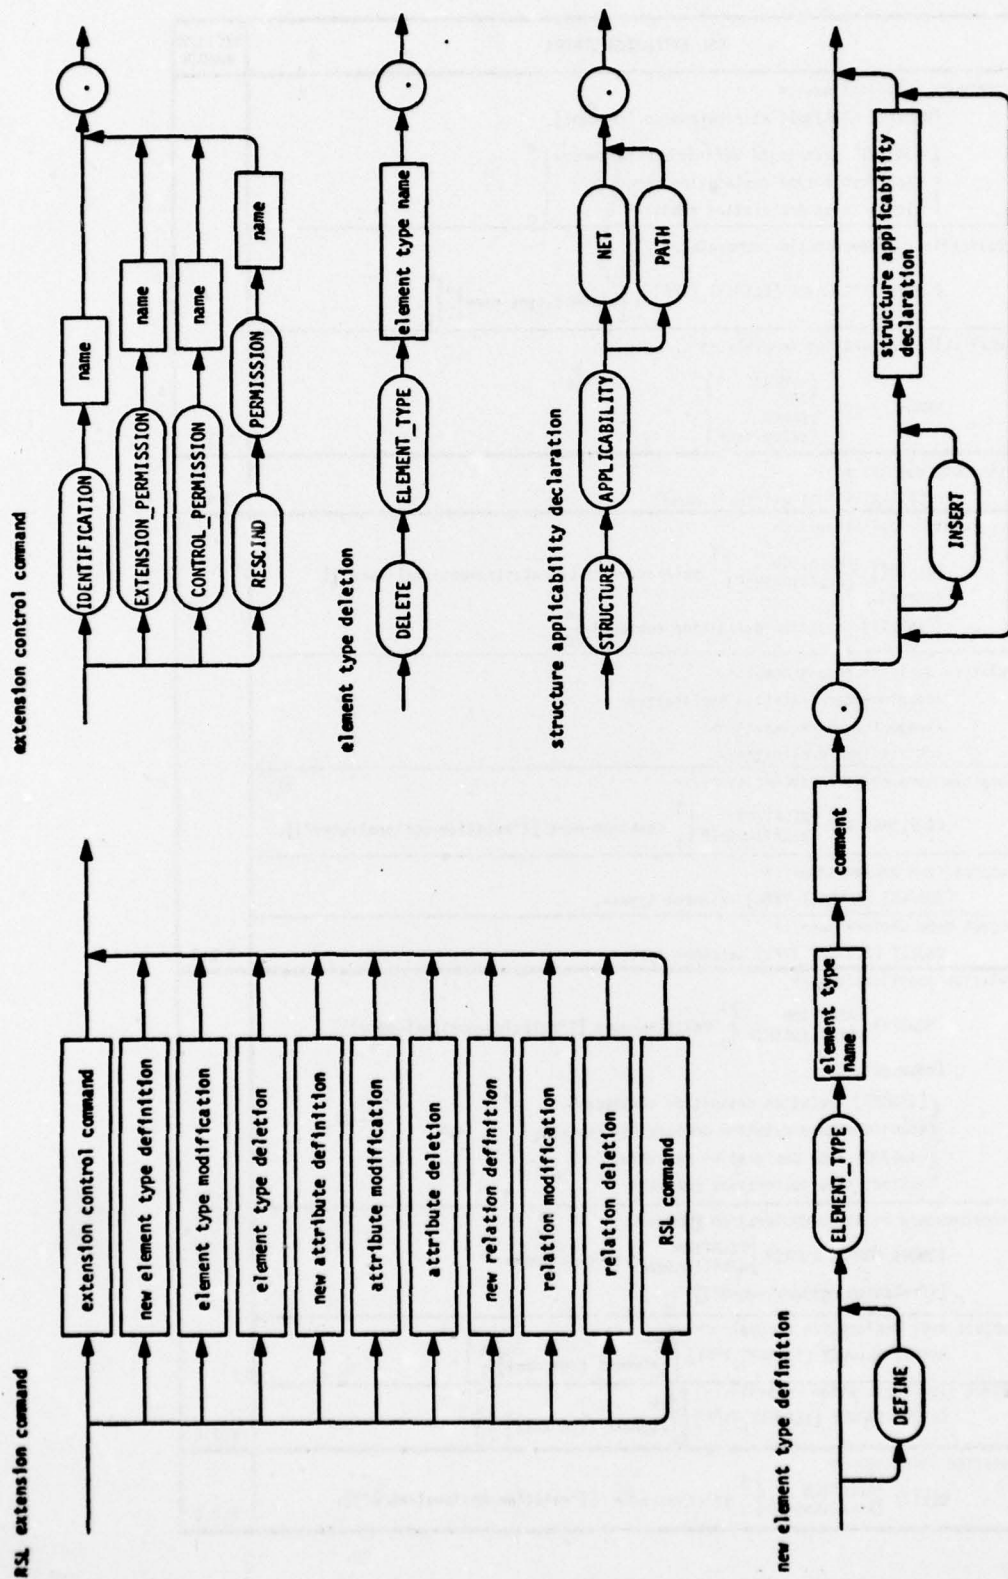 RSL extension command
extension control command
new element type definition
element type modification
element type deletion
new attribute definition
attribute modification
attribute deletion
new relation definition
relation modification
relation deletion
RSL command
extension control command
IDENTIFICATION
name
.
EXTENSION_PERMISSION
name
CONTROL_PERMISSION
name
RESCIND
PERMISSION
name
element type deletion
DELETE
ELEMENT_TYPE
element type name
.
structure applicability declaration
STRUCTURE
APPLICABILITY
NET
PATH
.
new element type definition
DEFINE
ELEMENT_TYPE
element type
name
comment
.
INSERT
structure applicability
declaration